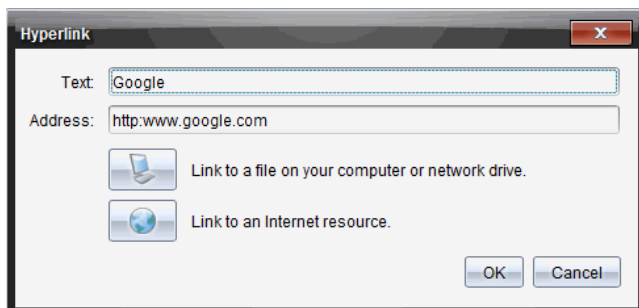 Hyperlink
Text: Google
Address: http:www.google.com
Link to a file on your computer or network drive.
Link to an Internet resource.
OK Cancel